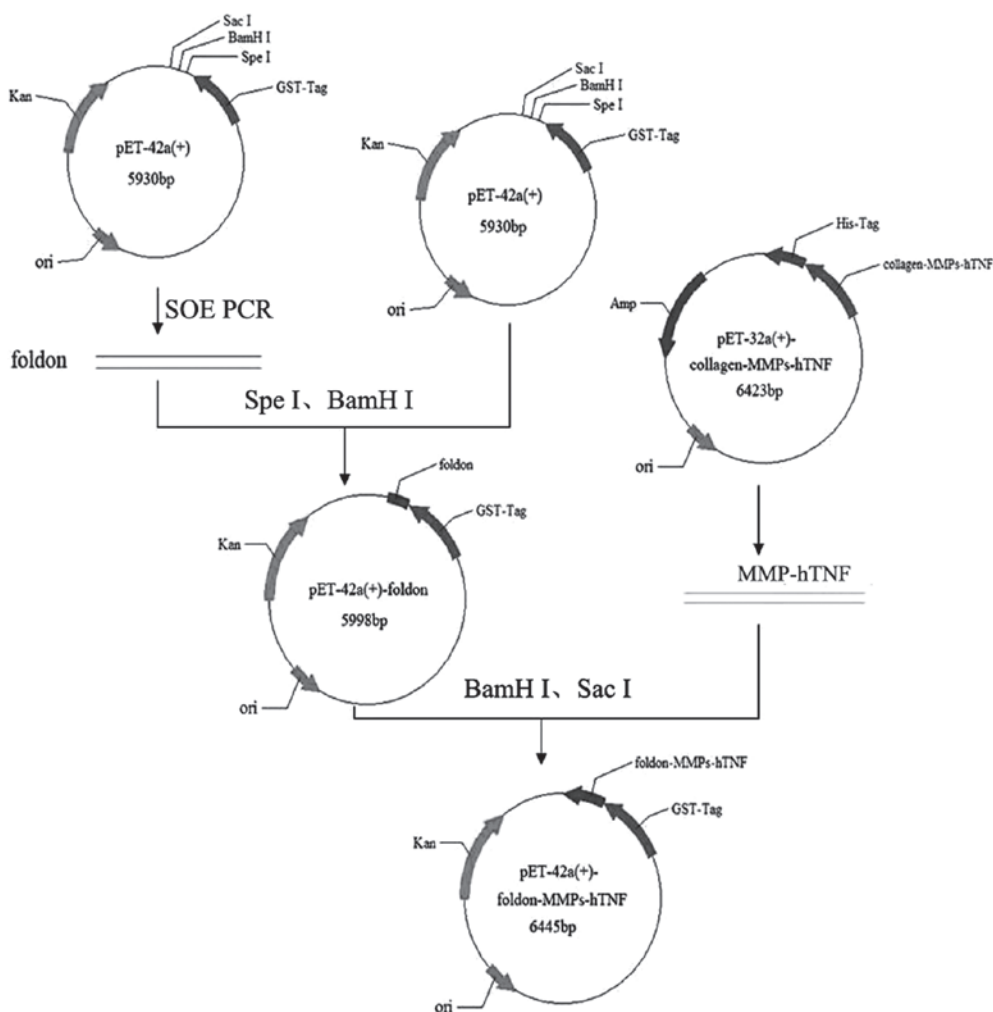 Sac I
BamH I
Spe I
Kan
GST-Tag
pET-42a(+)
5930bp
ori
Sac I
BamH I
Spe I
Kan
GST-Tag
pET-42a(+)
5930bp
ori
His-Tag
collagen-MMPs-hTNF
Amp
pET-32a(+)-
collagen-MMPs-hTNF
6423bp
ori
SOE PCR
foldon
Spe I、BamH I
foldon
GST-Tag
Kan
pET-42a(+)-foldon
5998bp
ori
MMP-hTNF
BamH I、Sac I
foldon-MMPs-hTNF
GST-Tag
Kan
pET-42a(+)-
foldon-MMPs-hTNF
6445bp
ori